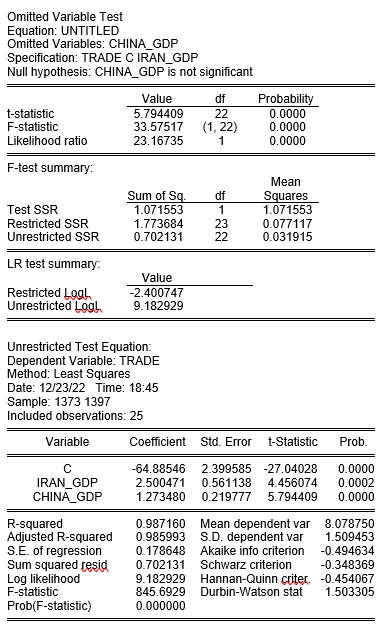 Omitted Variable Test
Equation: UNTITLED
Omitted Variables: CHINA_GDP
Specification: TRADE C IRAN_GDP
Null hypothesis: CHINA_GDP is not significant
Value df Probability
t-statistic 5.794409 22 0.0000
F-statistic 33.57517 (1, 22) 0.0000
Likelihood ratio 23.16735 1 0.0000
F-test summary:
Mean
Sum of Sq. df Squares
Test SSR 1.071553 1 1.071553
Restricted SSR 1.773684 23 0.077117
Unrestricted SSR 0.702131 22 0.031915
LR test summary:
Value
Restricted LogL -2.400747
Unrestricted LogL 9.182929
Unrestricted Test Equation:
Dependent Variable: TRADE
Method: Least Squares
Date: 12/23/22 Time: 18:45
Sample: 1373 1397
Included observations: 25
Variable Coefficient Std. Error t-Statistic Prob.
C -64.88546 2.399585 -27.04028 0.0000
IRAN_GDP 2.500471 0.561138 4.456074 0.0002
CHINA_GDP 1.273480 0.219777 5.794409 0.0000
R-squared 0.987160 Mean dependent var 8.078750
Adjusted R-squared 0.985993 S.D. dependent var 1.509453
S.E. of regression 0.178648 Akaike info criterion -0.494634
Sum squared resid 0.702131 Schwarz criterion -0.348369
Log likelihood 9.182929 Hannan-Quinn criter. -0.454067
F-statistic 845.6929 Durbin-Watson stat 1.503305
Prob(F-statistic) 0.000000